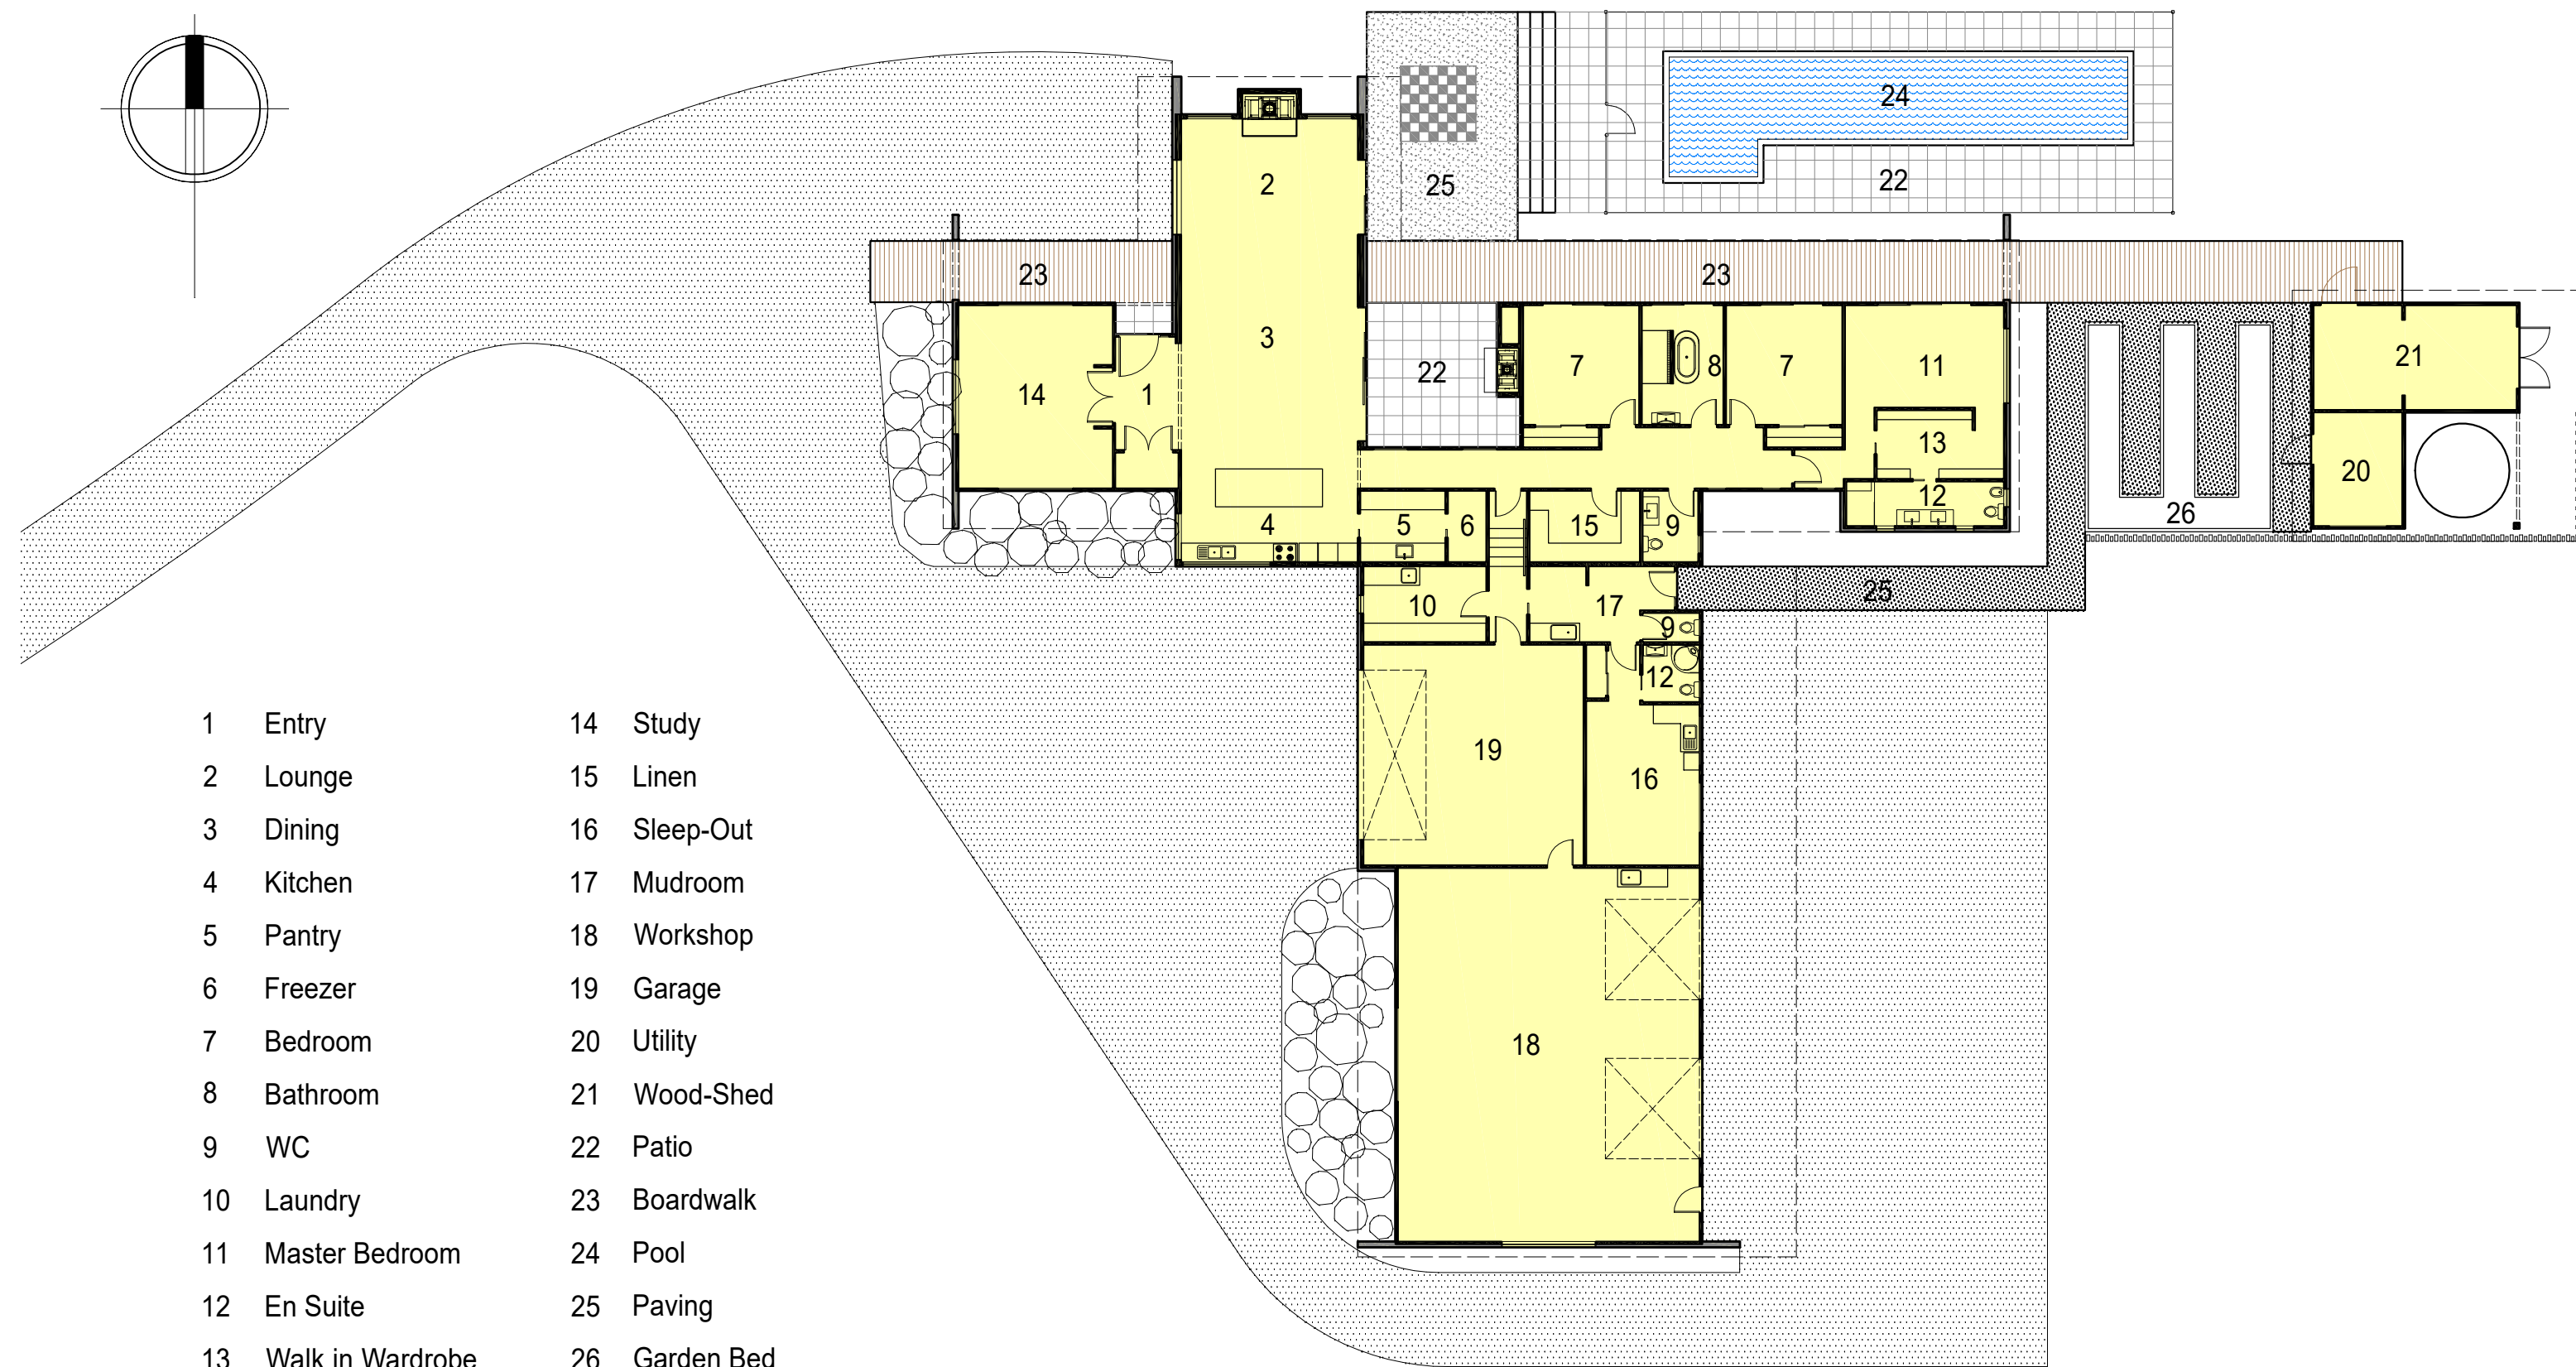 24
2
25
22
23
23
3
21
7
8
7
11
22
14
1
13
20
12
26
4
5
6
15
9
25
10
17
9
12
19
16
18
1 Entry
2 Lounge
3 Dining
4 Kitchen
5 Pantry
6 Freezer
7 Bedroom
8 Bathroom
9 WC
10 Laundry
11 Master Bedroom
12 En Suite
13 Walk in Wardrobe
14 Study
15 Linen
16 Sleep-Out
17 Mudroom
18 Workshop
19 Garage
20 Utility
21 Wood-Shed
22 Patio
23 Boardwalk
24 Pool
25 Paving
26 Garden Bed